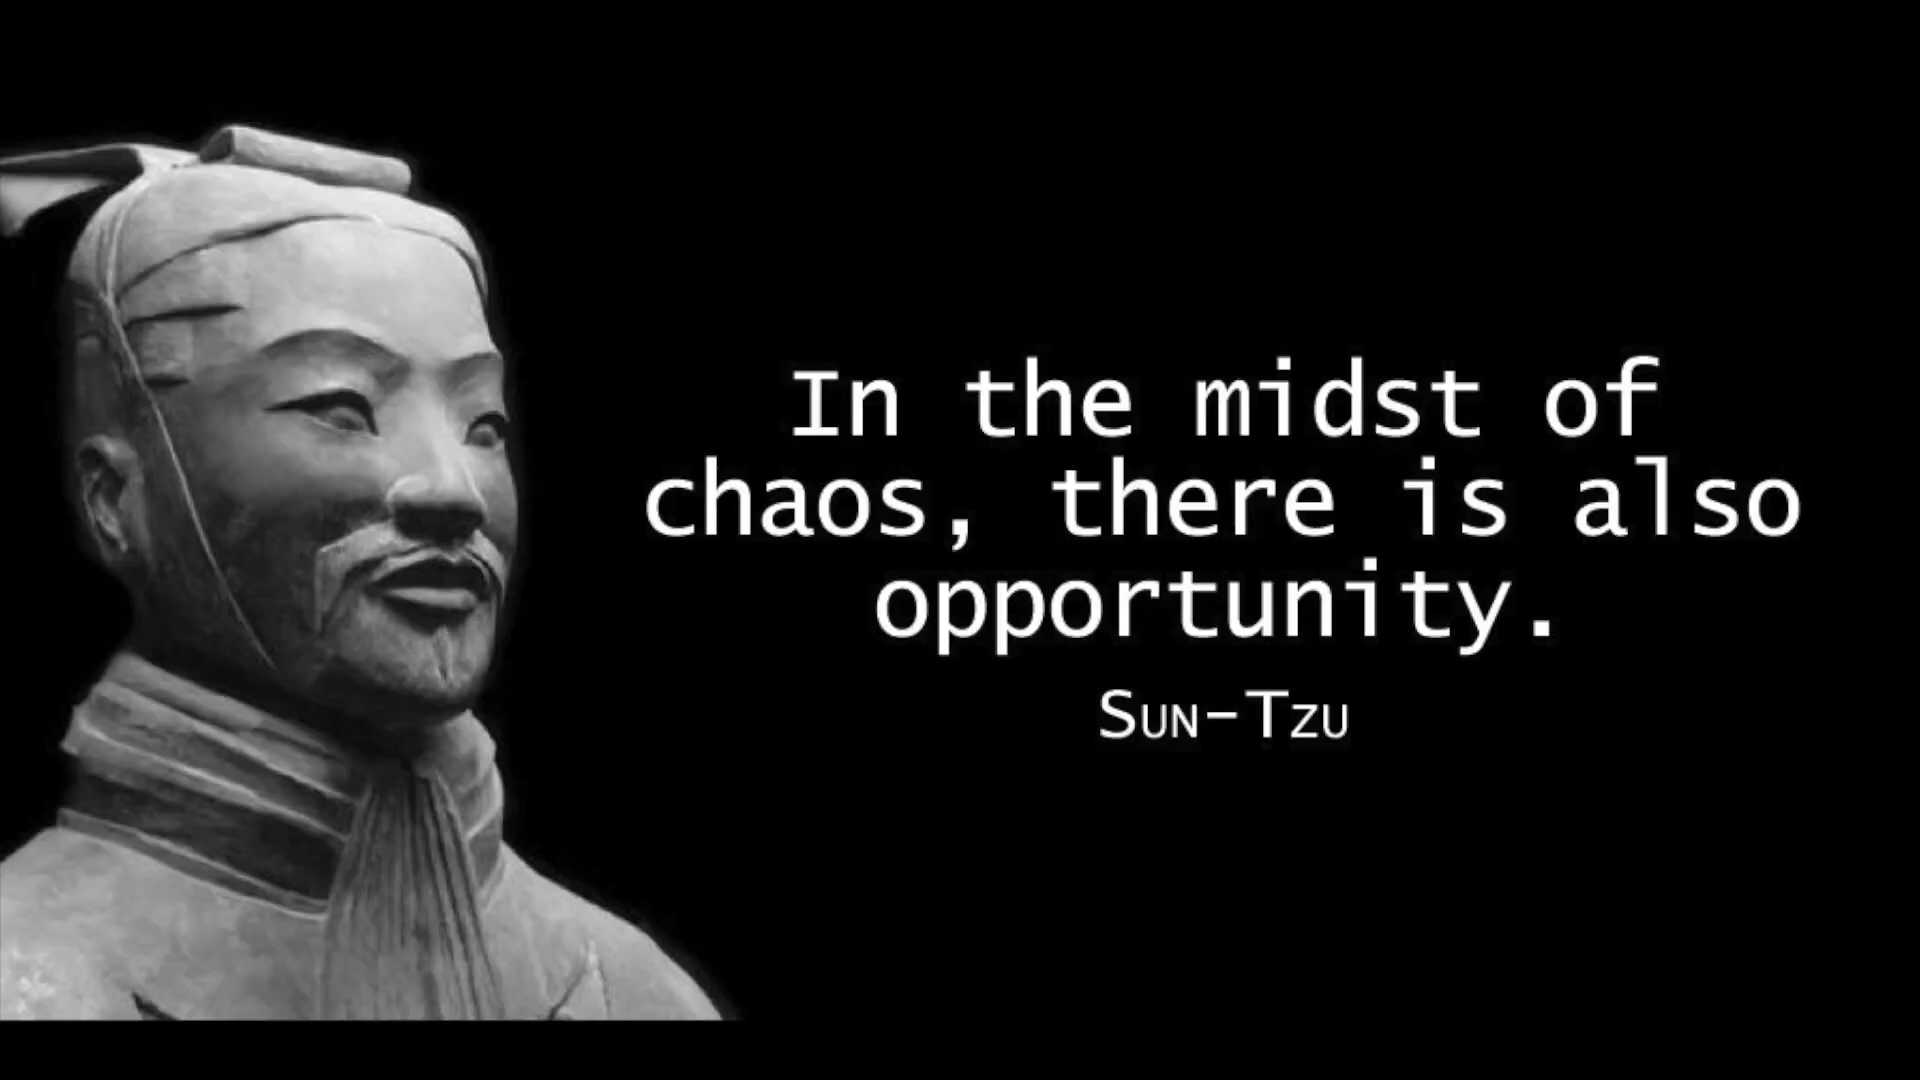 In the midst of
chaos, there is also
opportunity.
Sun-Tzu